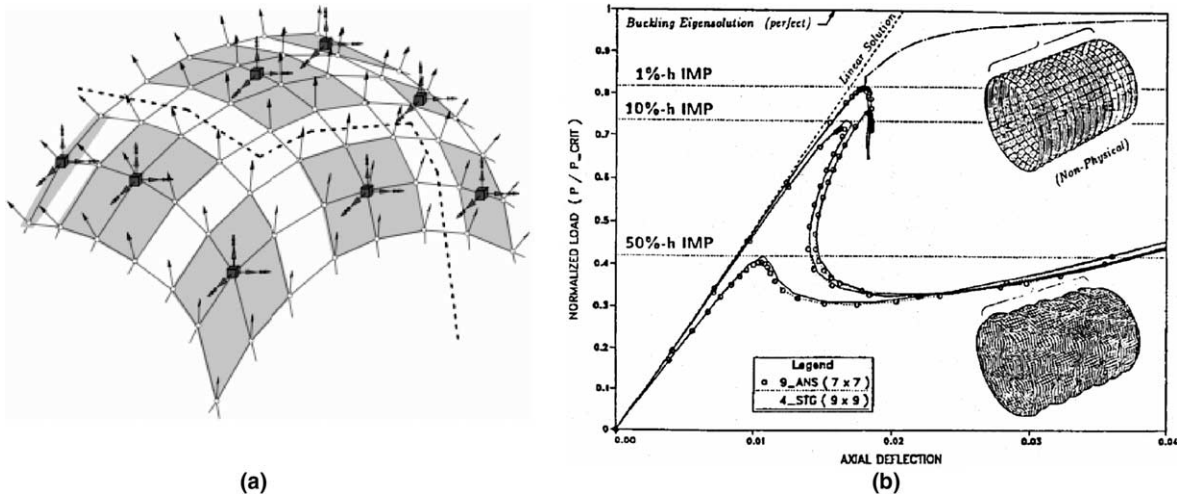 (a)
Buckling Eigensolution (perfect)
Linear Solution
1%-h IMP
10%-h IMP
50%-h IMP
(Non-Physical)
NORMALIZED LOAD ( P / P_CRIT )
1
0.9
0.8
0.7
0.6
0.5
0.4
0.3
0.2
0.1
0
Legend
9_ANS ( 7 x 7 )
4_STG ( 9 x 9 )
0.00
0.01
0.02
0.03
0.04
AXIAL DEFLECTION
(b)